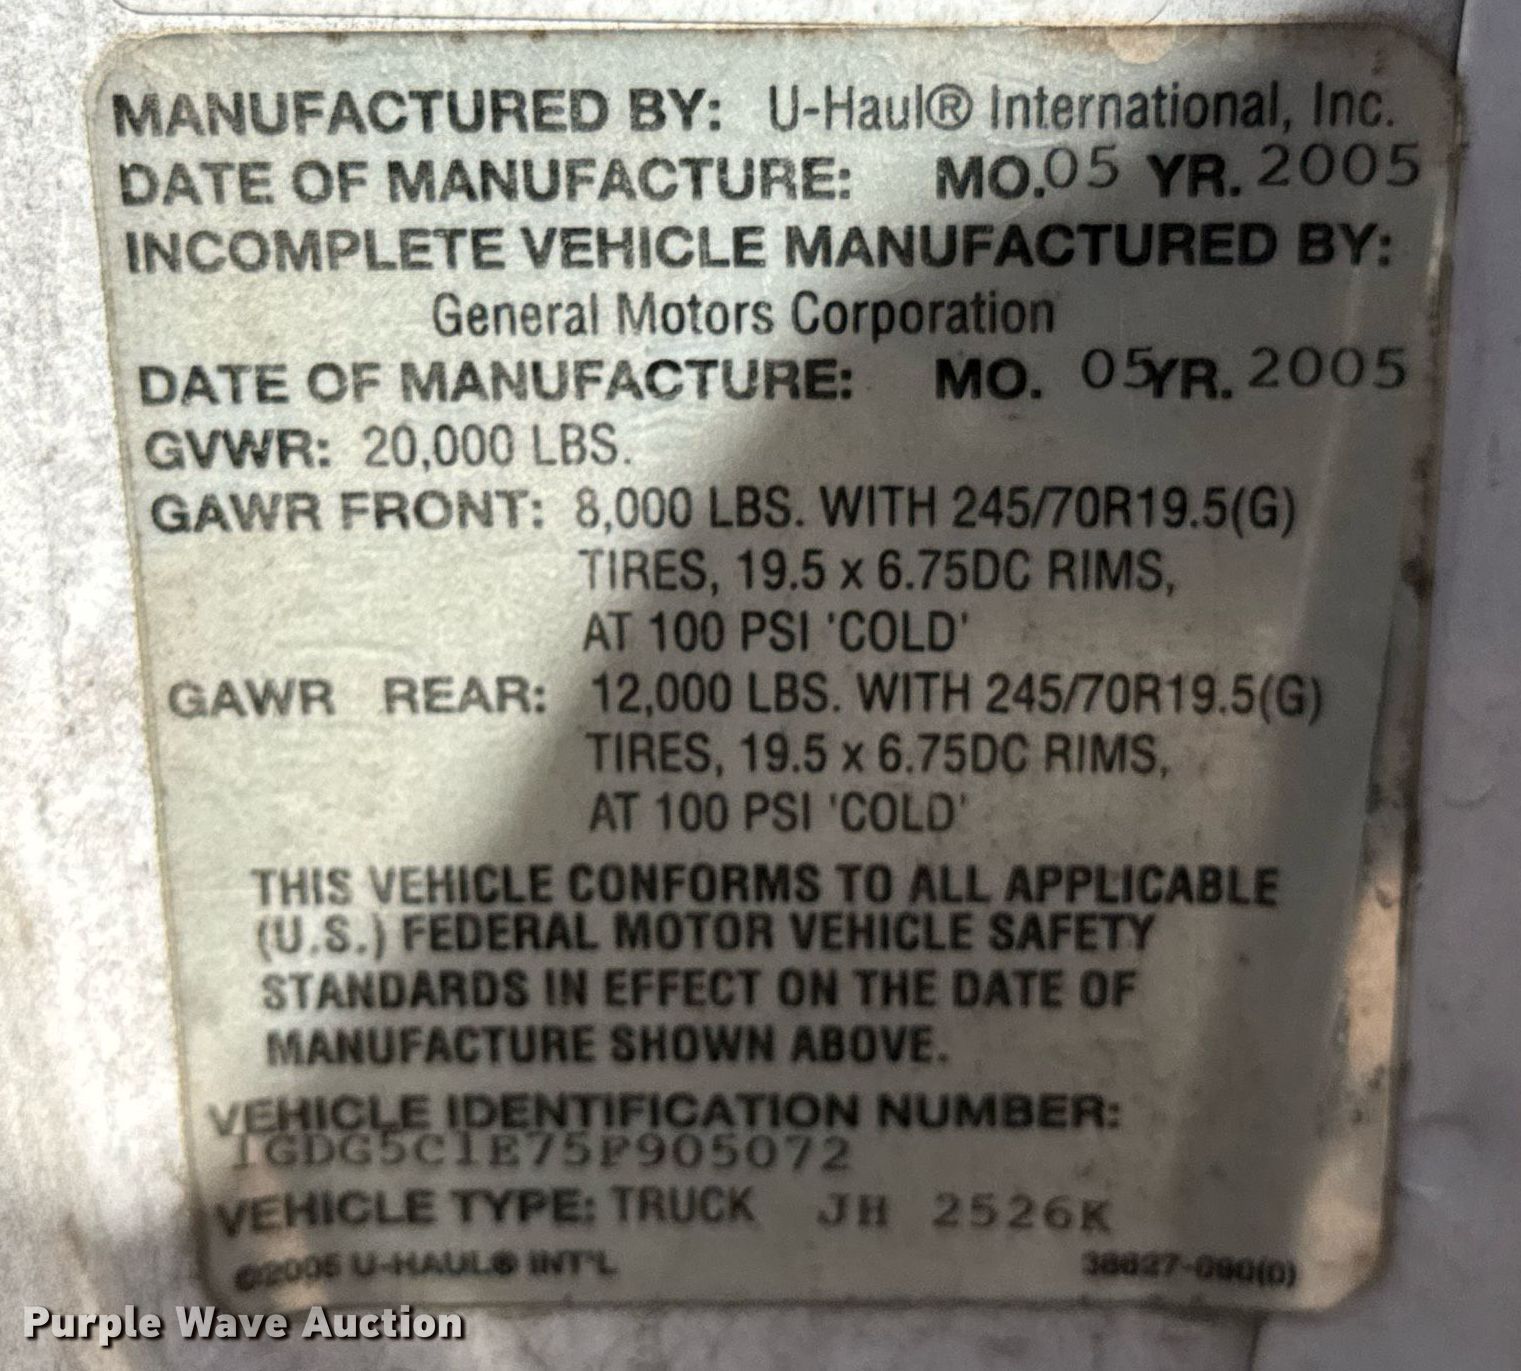 MANUFACTURED BY: U-Haul® International, Inc.
DATE OF MANUFACTURE: MO.05 YR. 2005
INCOMPLETE VEHICLE MANUFACTURED BY:
General Motors Corporation
DATE OF MANUFACTURE: MO. 05 YR. 2005
GVWR: 20,000 LBS.
GAWR FRONT: 8,000 LBS. WITH 245/70R19.5(G)
TIRES, 19.5 x 6.75DC RIMS,
AT 100 PSI 'COLD'
GAWR REAR: 12,000 LBS. WITH 245/70R19.5(G)
TIRES, 19.5 x 6.75DC RIMS,
AT 100 PSI 'COLD'
THIS VEHICLE CONFORMS TO ALL APPLICABLE
(U.S.) FEDERAL MOTOR VEHICLE SAFETY
STANDARDS IN EFFECT ON THE DATE OF
MANUFACTURE SHOWN ABOVE.
VEHICLE IDENTIFICATION NUMBER:
1GDG5C1E75F905072
VEHICLE TYPE: TRUCK JH 2526K
©2005 U-HAUL® INT'L
Purple Wave Auction